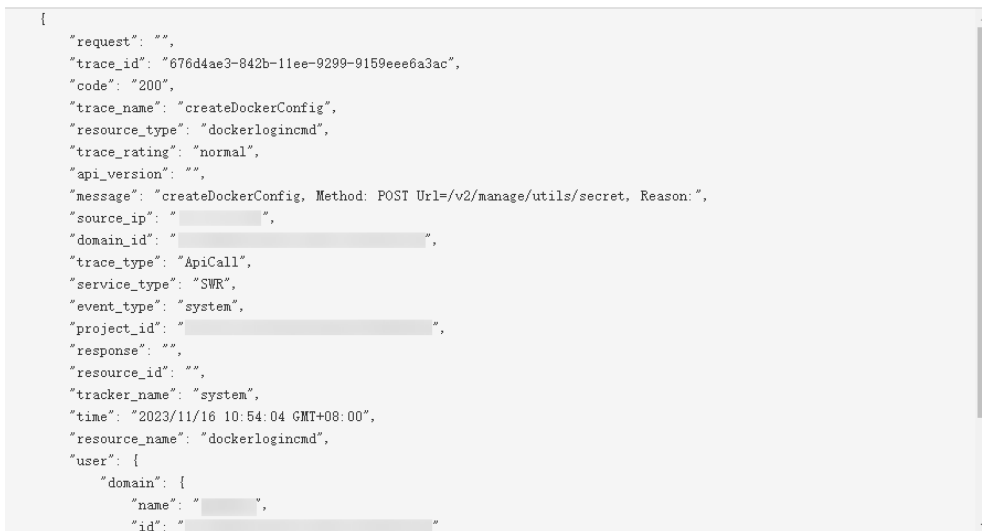 {
"request": "",
"trace_id": "676d4ae3-842b-11ee-9299-9159eee6a3ac",
"code": "200",
"trace_name": "createDockerConfig",
"resource_type": "dockerlogincmd",
"trace_rating": "normal",
"api_version": "",
"message": "createDockerConfig, Method: POST Url=/v2/manage/utils/secret, Reason:",
"source_ip": "          ",
"domain_id": "          ",
"trace_type": "ApiCall",
"service_type": "SWR",
"event_type": "system",
"project_id": "          ",
"response": "",
"resource_id": "",
"tracker_name": "system",
"time": "2023/11/16 10:54:04 GMT+08:00",
"resource_name": "dockerlogincmd",
"user": {
"domain": {
"name": "          ",
"id": "          "